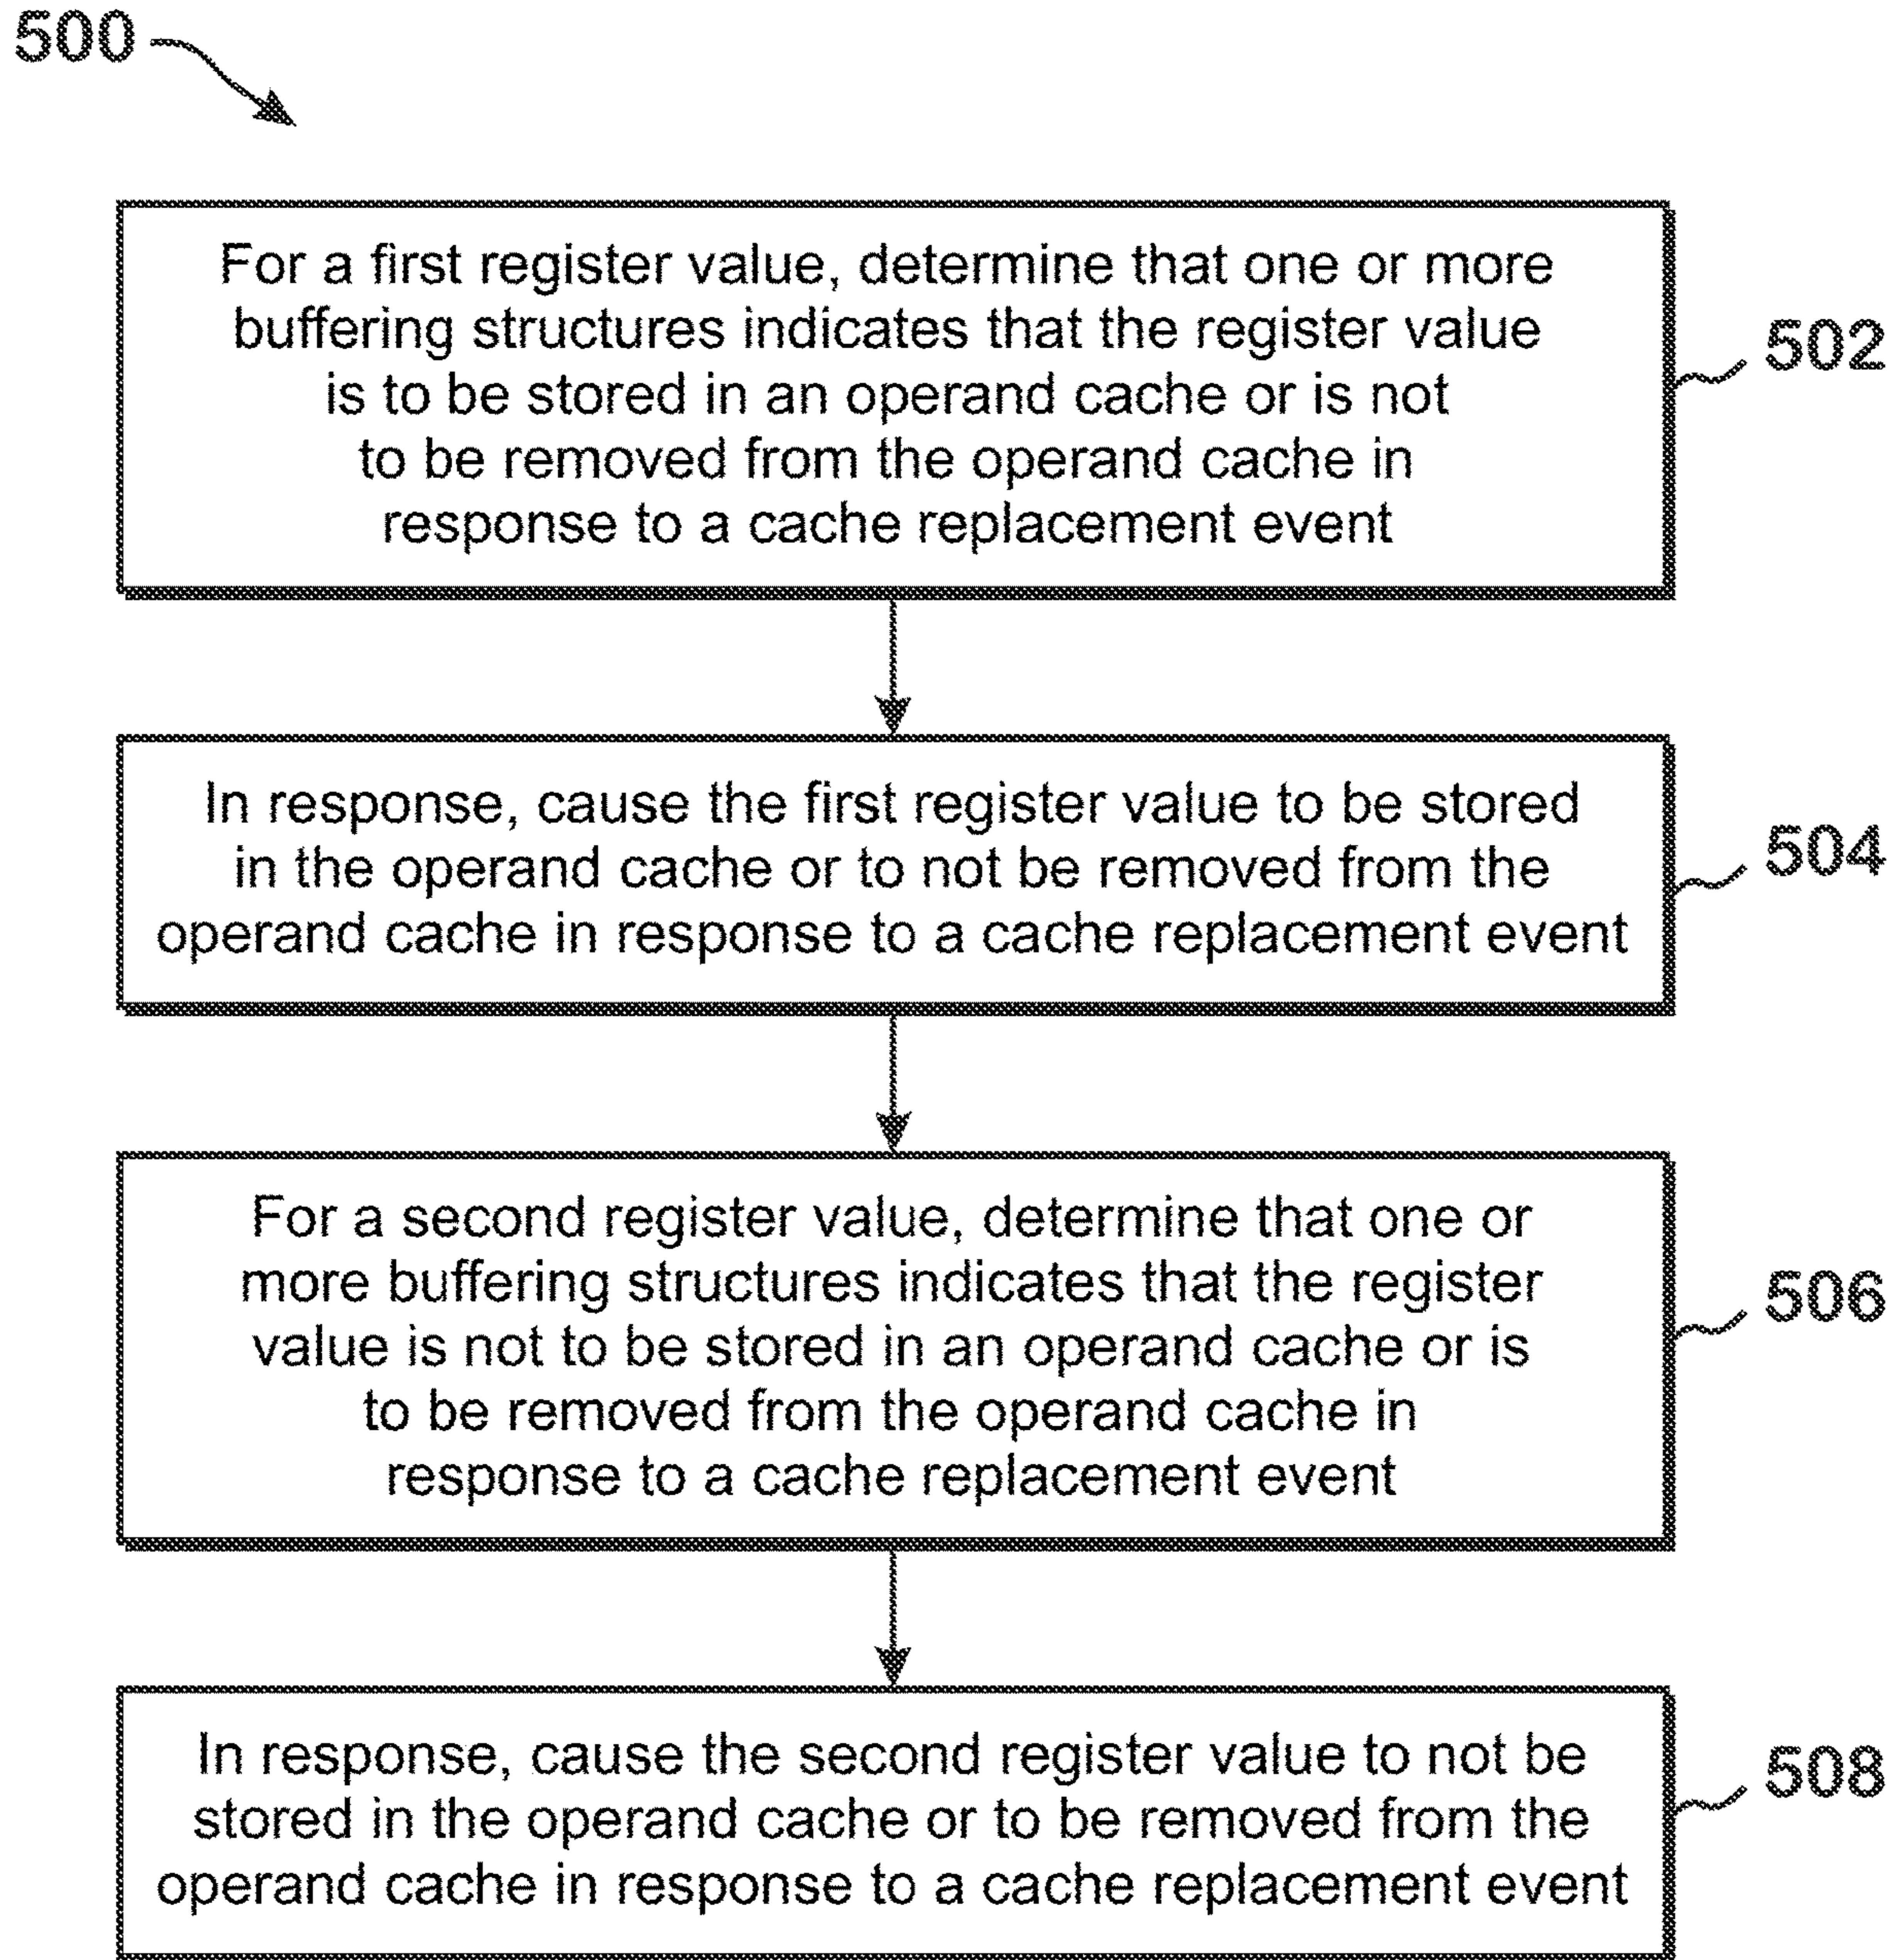 500
For a first register value, determine that one or more
buffering structures indicates that the register value
is to be stored in an operand cache or is not
to be removed from the operand cache in
response to a cache replacement event
502
In response, cause the first register value to be stored
in the operand cache or to not be removed from the
operand cache in response to a cache replacement event
504
For a second register value, determine that one or
more buffering structures indicates that the register
value is not to be stored in an operand cache or is
to be removed from the operand cache in
response to a cache replacement event
506
In response, cause the second register value to not be
stored in the operand cache or to be removed from the
operand cache in response to a cache replacement event
508